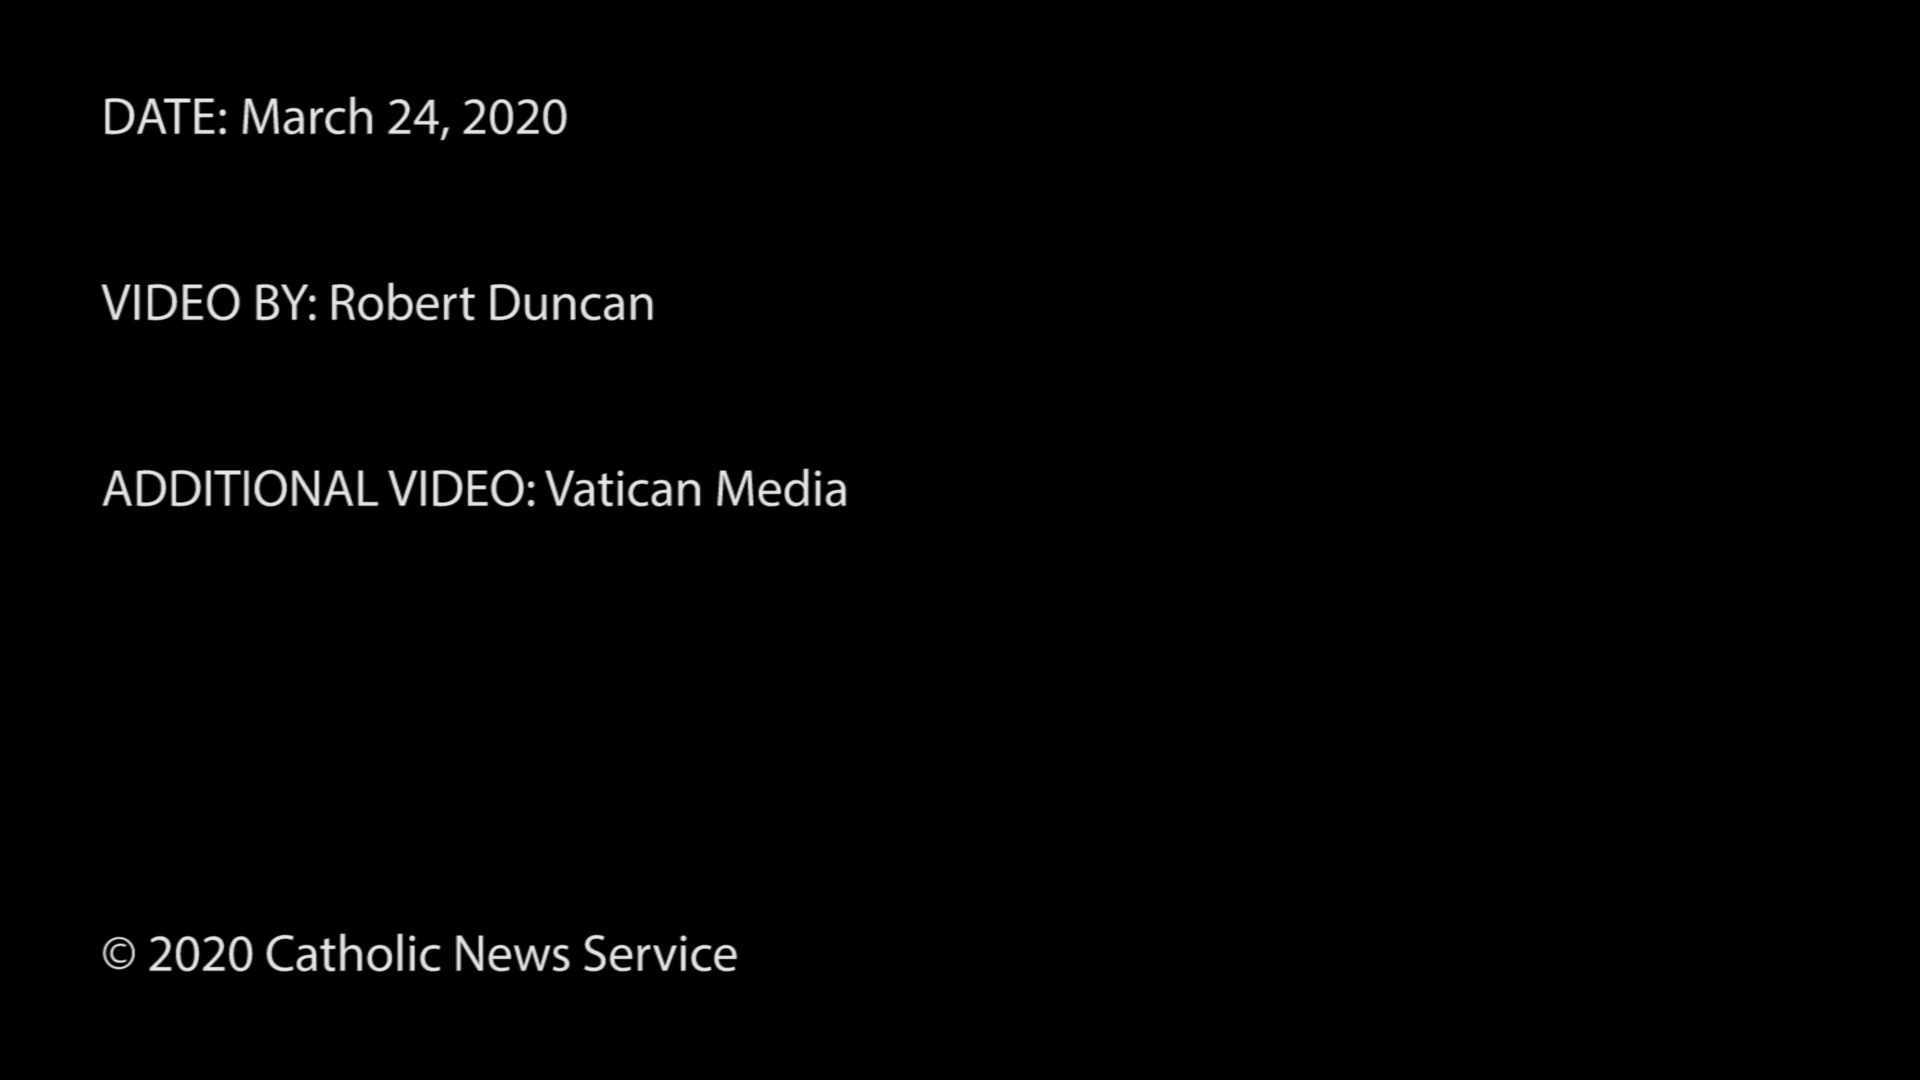 DATE: March 24, 2020
VIDEO BY: Robert Duncan
ADDITIONAL VIDEO: Vatican Media
© 2020 Catholic News Service